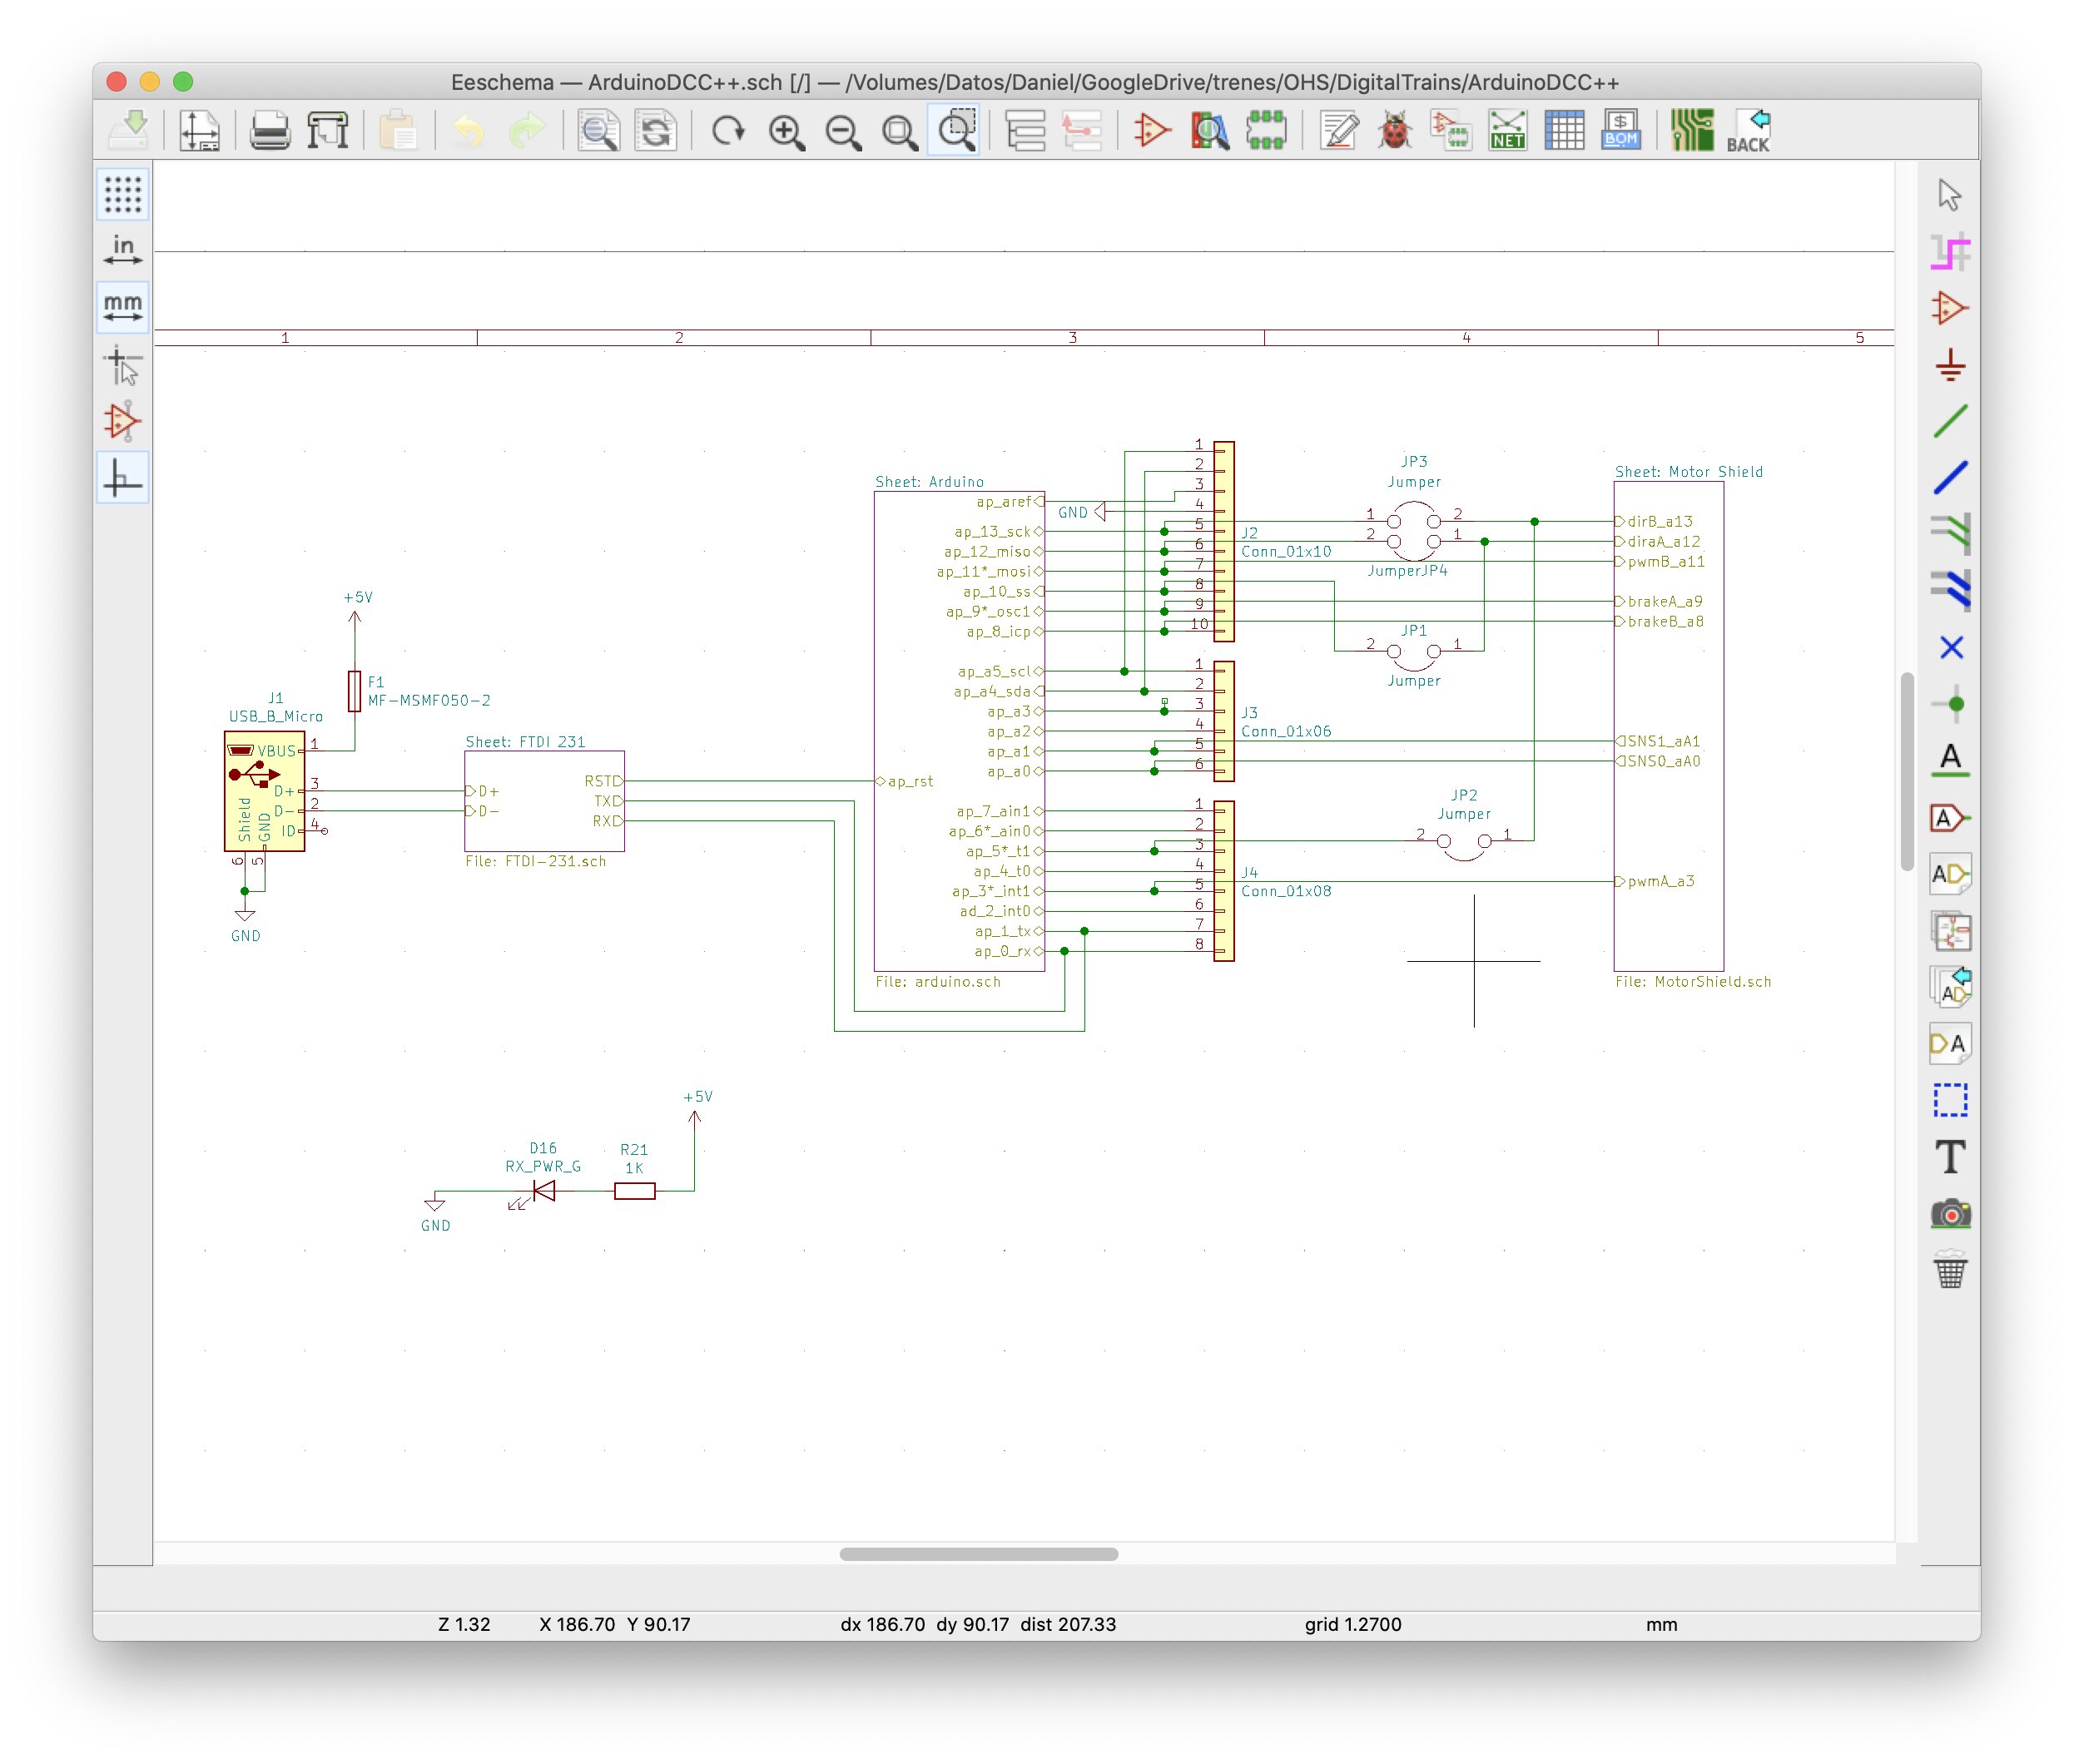 Eeschema — ArduinoDCC++.sch [/] — /Volumes/Datos/Daniel/GoogleDrive/trenes/OHS/DigitalTrains/ArduinoDCC++
NET
$
BOM
BACK
in
mm
1 2 3 4 5
+5V
F1
MF-MSMF050-2
J1
USB_B_Micro
VBUS 1
D+ 3
D- 2
ID 4
Shield
GND
6 5
GND
Sheet: FTDI 231
D+
D-
RST
TX
RX
File: FTDI-231.sch
Sheet: Arduino
ap_aref
ap_13_sck
ap_12_miso
ap_11*_mosi
ap_10_ss
ap_9*_osc1
ap_8_icp
ap_a5_scl
ap_a4_sda
ap_a3
ap_a2
ap_a1
ap_a0
ap_rst
ap_7_ain1
ap_6*_ain0
ap_5*_t1
ap_4_t0
ap_3*_int1
ad_2_int0
ap_1_tx
ap_0_rx
File: arduino.sch
GND
1
2
3
4
5
6
7
8
9
10
J2
Conn_01x10
1
2
3
4
5
6
J3
Conn_01x06
1
2
3
4
5
6
7
8
J4
Conn_01x08
JP3
Jumper
1 2
2 1
JumperJP4
JP1
2 1
Jumper
JP2
Jumper
2 1
Sheet: Motor Shield
dirB_a13
diraA_a12
pwmB_a11
brakeA_a9
brakeB_a8
SNS1_aA1
SNS0_aA0
pwmA_a3
File: MotorShield.sch
+5V
D16
RX_PWR_G
R21
1K
GND
A
A
AD
AD
A
T
Z 1.32 X 186.70 Y 90.17 dx 186.70 dy 90.17 dist 207.33 grid 1.2700 mm